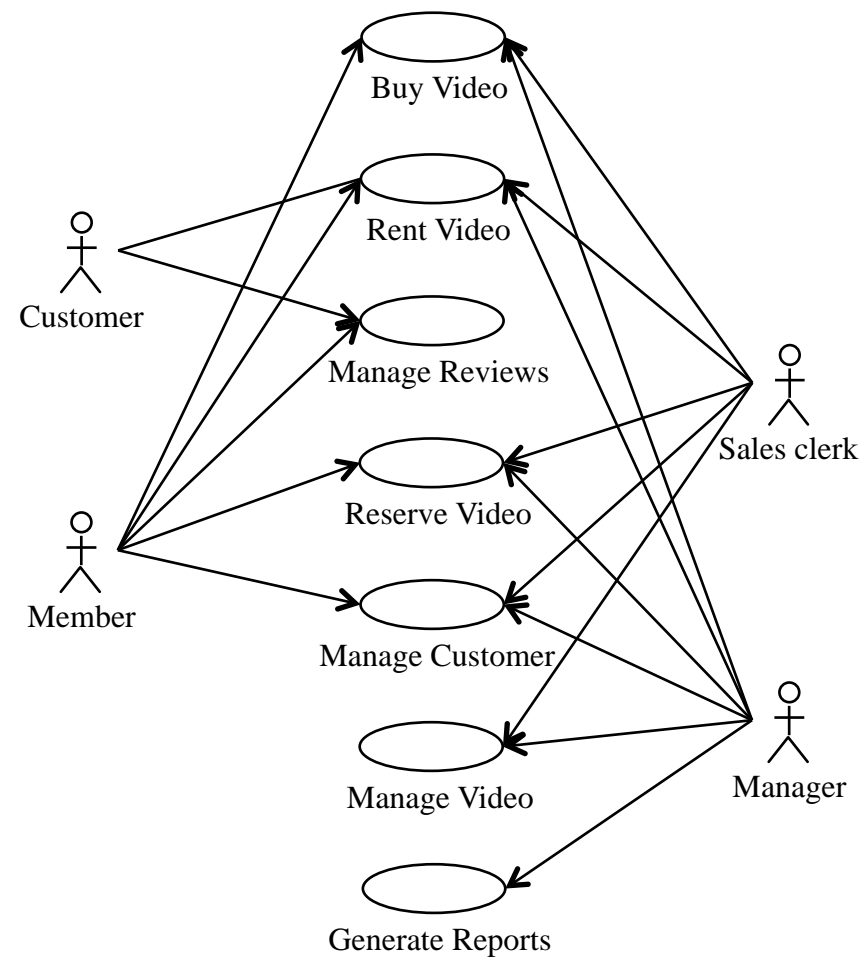 Buy Video
Rent Video
Customer
Manage Reviews
Sales clerk
Reserve Video
Member
Manage Customer
Manager
Manage Video
Generate Reports